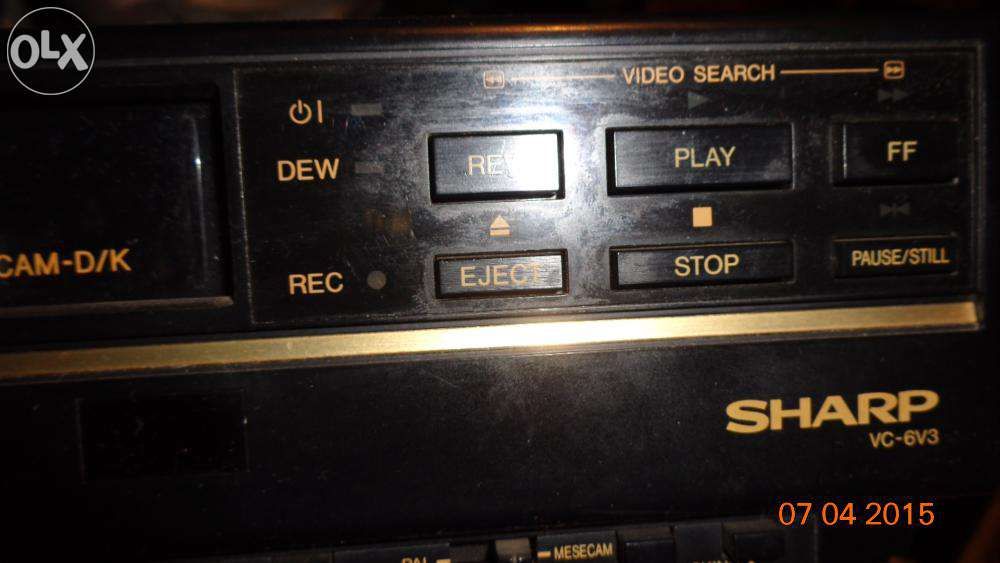 OLX
VIDEO SEARCH
DEW
PLAY
FF
CAM-D/K
REC
EJECT
STOP
PAUSE/STILL
SHARP
VC-6V3
07 04 2015
MESECAM